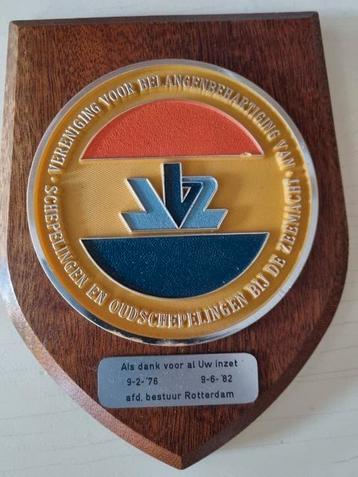 VERENIGING VOOR BELANGENBEHARTIGING VAN
· SCHEPELINGEN EN OUDSCHEPELINGEN BIJ DE ZEEMACHT ·
Als dank voor al Uw inzet
9-2-'76 9-6-'82
afd. bestuur Rotterdam